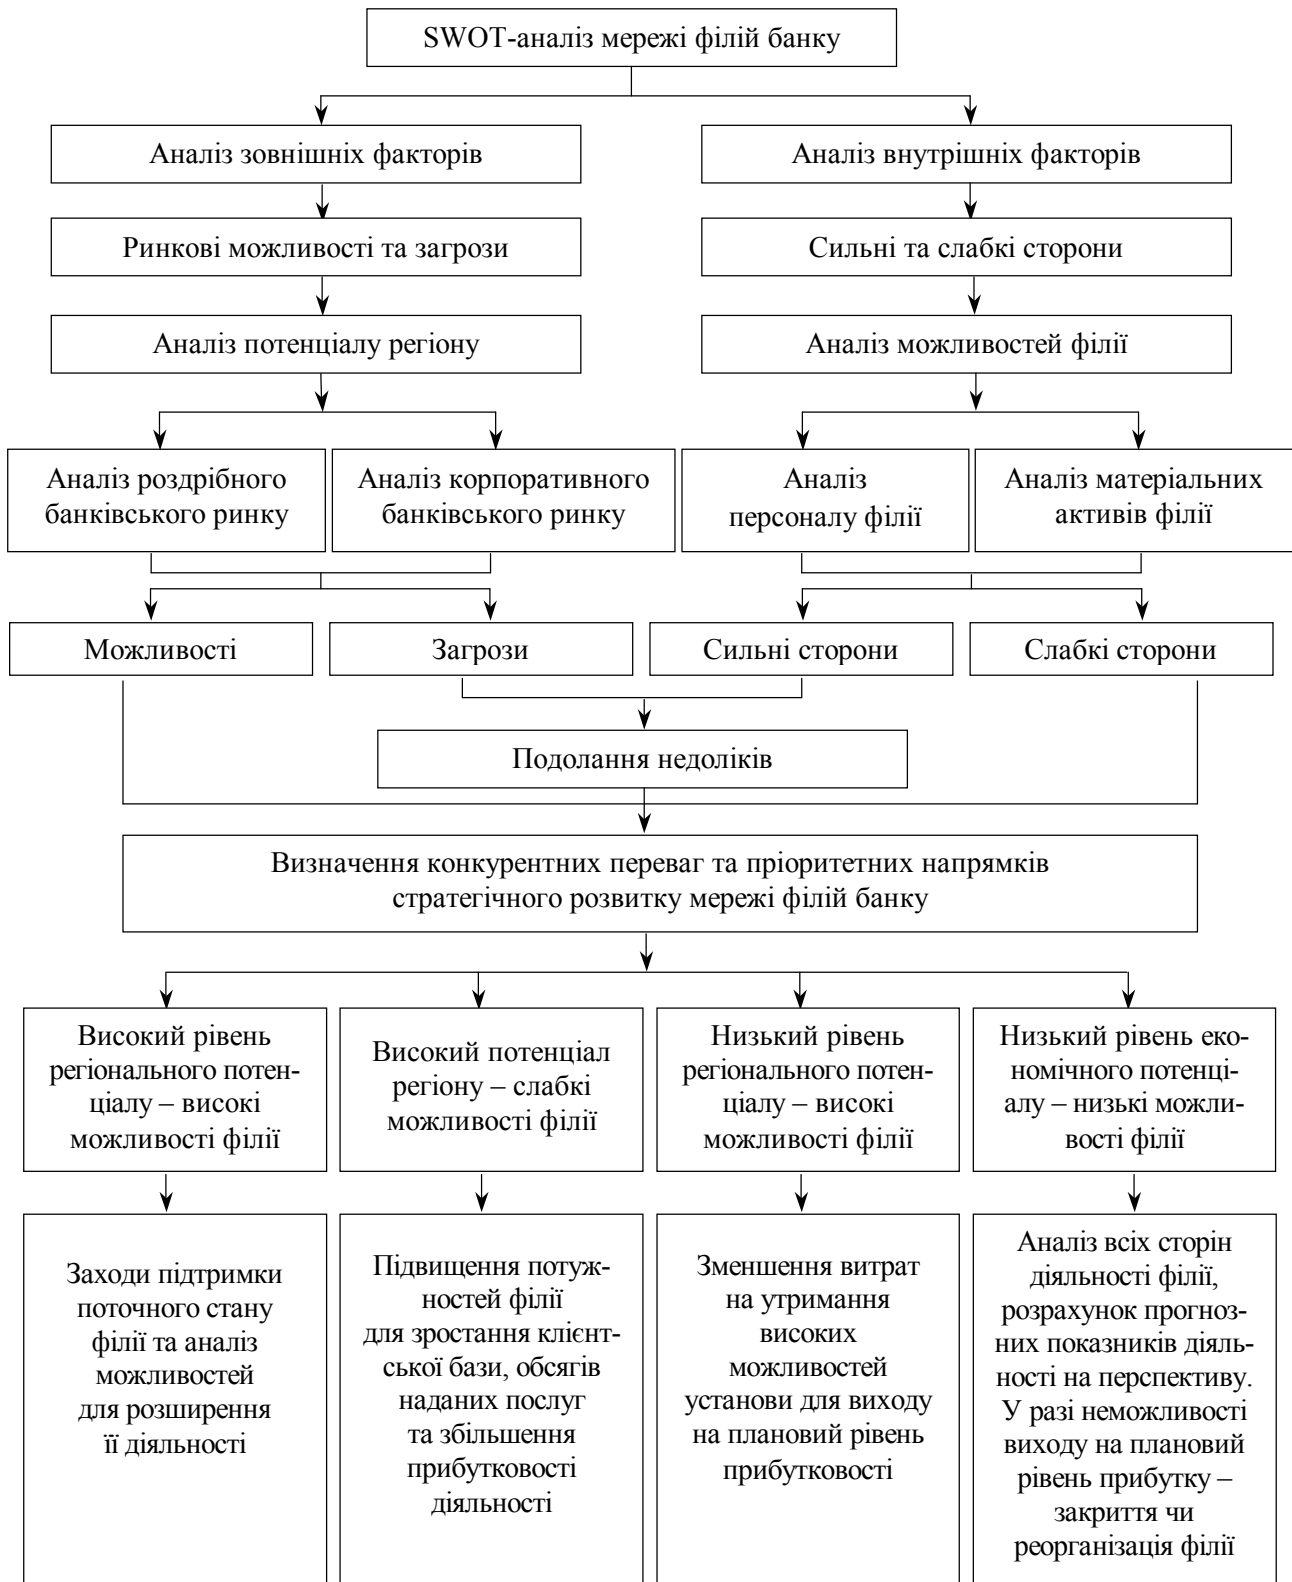 SWOT-аналіз мережі філій банку
Аналіз зовнішніх факторів
Аналіз внутрішніх факторів
Ринкові можливості та загрози
Сильні та слабкі сторони
Аналіз потенціалу регіону
Аналіз можливостей філії
Аналіз роздрібного
банківського ринку
Аналіз корпоративного
банківського ринку
Аналіз
персоналу філії
Аналіз матеріальних
активів філії
Можливості
Загрози
Сильні сторони
Слабкі сторони
Подолання недоліків
Визначення конкурентних переваг та пріоритетних напрямків
стратегічного розвитку мережі філій банку
Високий рівень
регіонального потен-
ціалу – високі
можливості філії
Високий потенціал
регіону – слабкі
можливості філії
Низький рівень
регіонального потен-
ціалу – високі
можливості філії
Низький рівень еко-
номічного потенці-
алу – низькі можли-
вості філії
Заходи підтримки
поточного стану
філії та аналіз
можливостей
для розширення
її діяльності
Підвищення потуж-
ностей філії
для зростання клієнт-
ської бази, обсягів
наданих послуг
та збільшення
прибутковості
діяльності
Зменшення витрат
на утримання
високих
можливостей
установи для виходу
на плановий рівень
прибутковості
Аналіз всіх сторін
діяльності філії,
розрахунок прогноз-
них показників діяль-
ності на перспективу.
У разі неможливості
виходу на плановий
рівень прибутку –
закриття чи
реорганізація філії